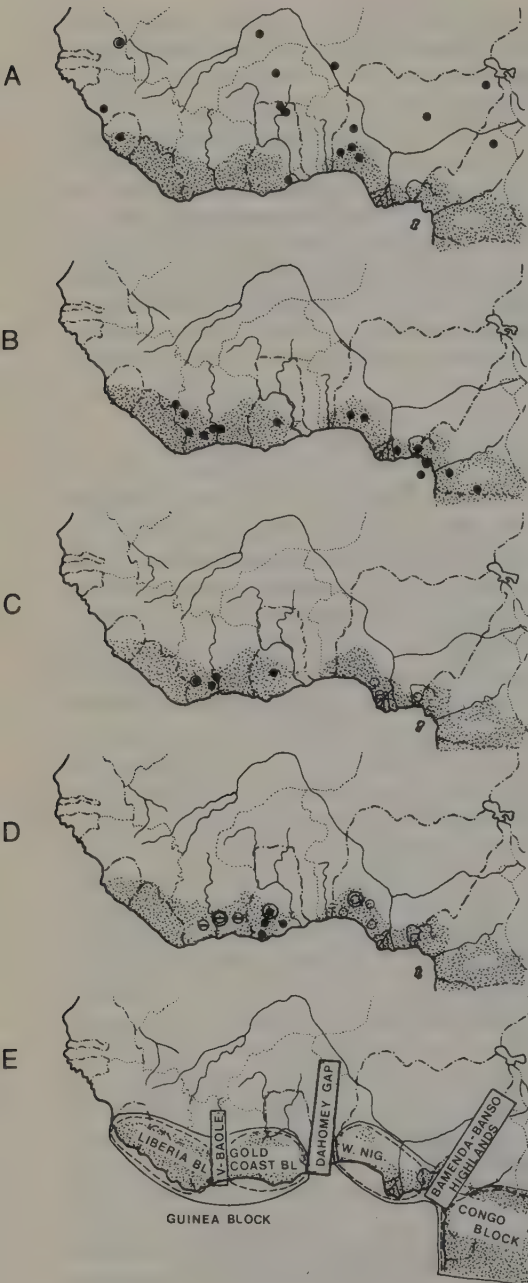 A
B
C
D
E
LIBERIA BL
V-BAOLE
GOLD
COAST BL
DAHOMEY GAP
W. NIG.
BAMENDA-BANSO
HIGHLANDS
CONGO
BLOCK
GUINEA BLOCK